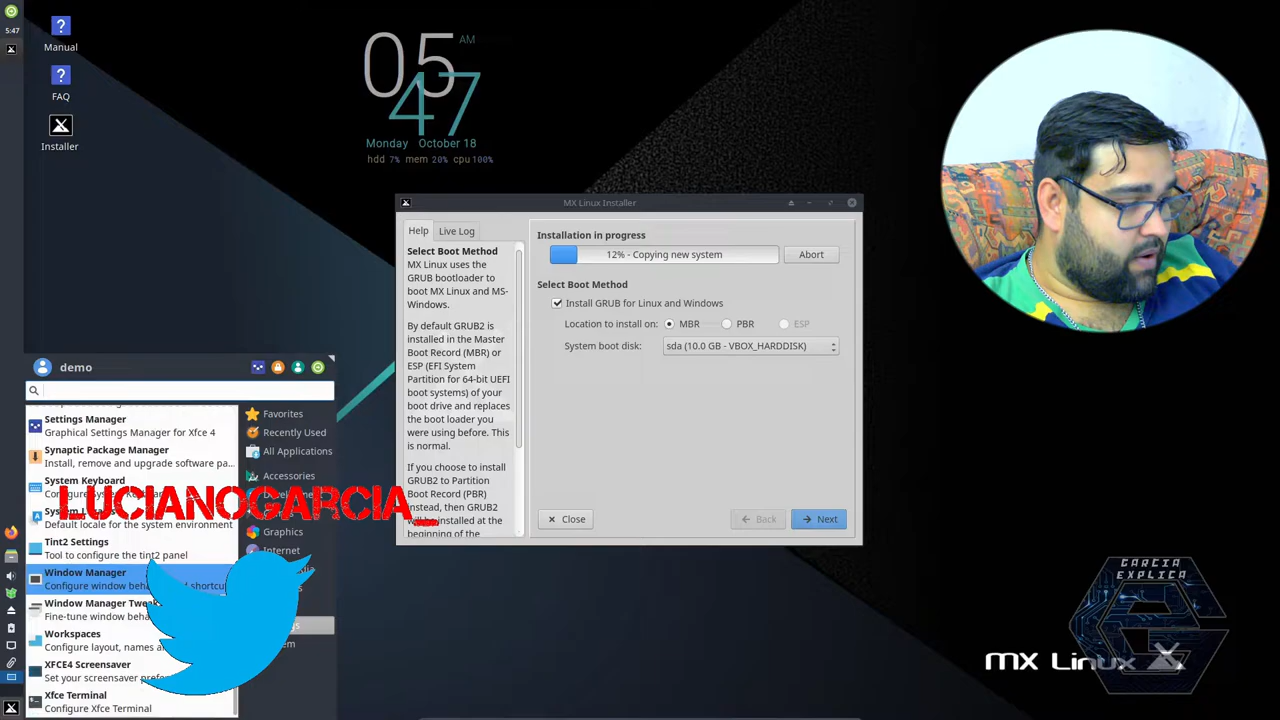 5:47
Manual
FAQ
Installer
05
AM
47
Monday October 18
hdd 7% mem 20% cpu 100%
MX Linux Installer
Help
Live Log
Select Boot Method
MX Linux uses the
GRUB bootloader to
boot MX Linux and MS-
Windows.
By default GRUB2 is
installed in the Master
Boot Record (MBR) or
ESP (EFI System
Partition for 64-bit UEFI
boot systems) of your
boot drive and replaces
the boot loader you
were using before. This
is normal.
If you choose to install
GRUB2 to Partition
Boot Record (PBR)
instead, then GRUB2
will be installed at the
beginning of the
Installation in progress
12% - Copying new system
Abort
Select Boot Method
Install GRUB for Linux and Windows
Location to install on:
MBR
PBR
ESP
System boot disk:
sda (10.0 GB - VBOX_HARDDISK)
Close
Back
Next
demo
Settings Manager
Graphical Settings Manager for Xfce 4
Synaptic Package Manager
Install, remove and upgrade software pa...
System Keyboard
LUCIANOGARCIA_
Default locale for the system environment
Tint2 Settings
Tool to configure the tint2 panel
Window Manager
Configure window shortcu
Window Manager Tweaks
Fine-tune window
Workspaces
Configure layout, names
XFCE4 Screensaver
Set your screensaver
Xfce Terminal
Configure Xfce Terminal
Favorites
Recently Used
All Applications
Accessories
Graphics
Internet
GARCIA
EXPLICA
MX Linux